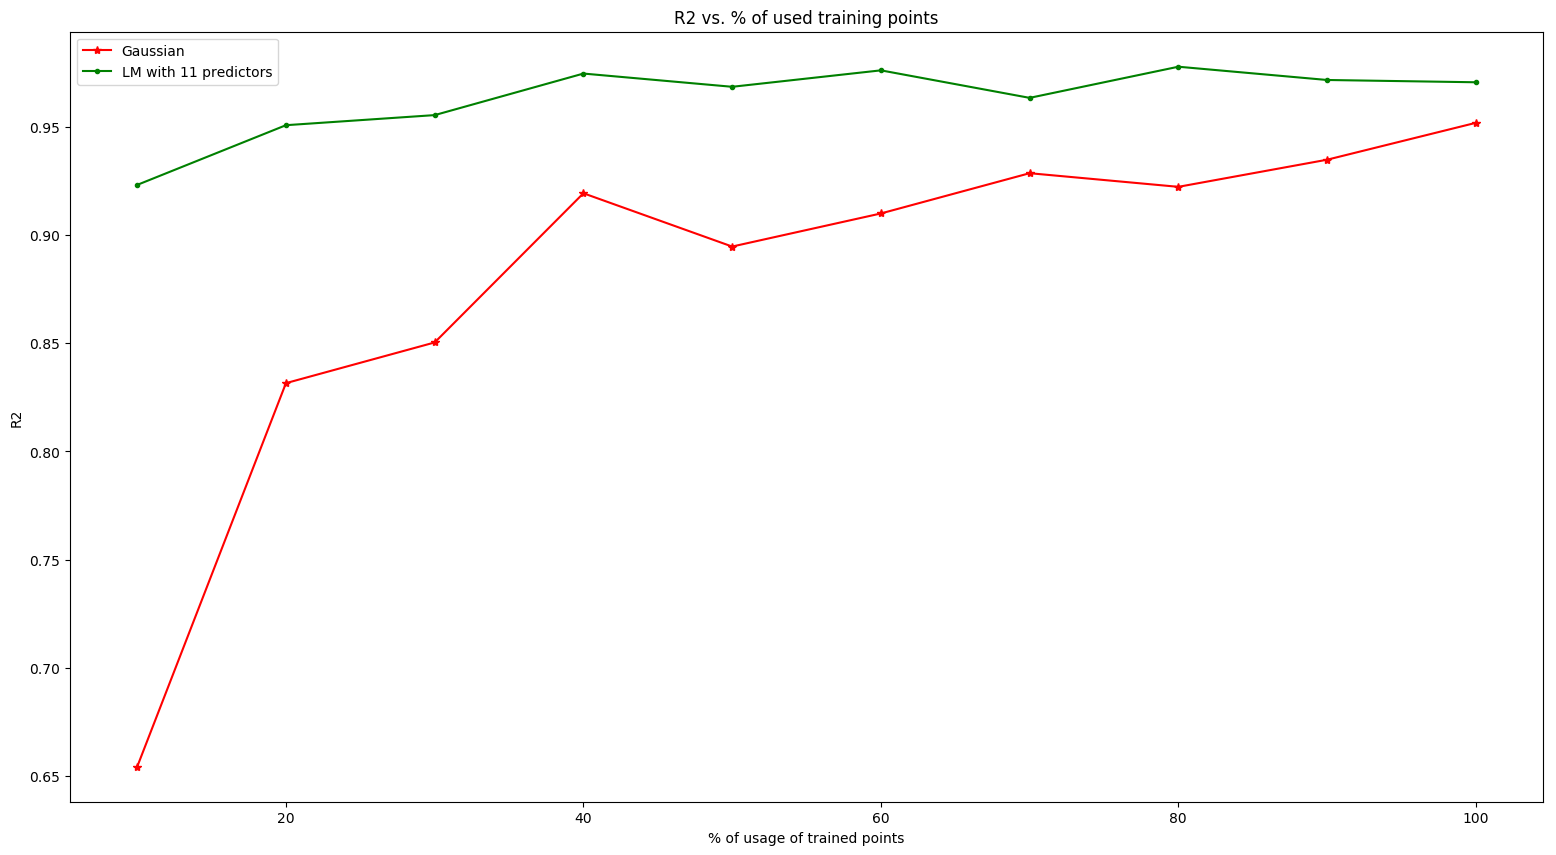 R2 vs. % of used training points
Gaussian
LM with 11 predictors
0.95
0.90
0.85
0.80
0.75
0.70
0.65
R2
20 40 60 80 100
% of usage of trained points